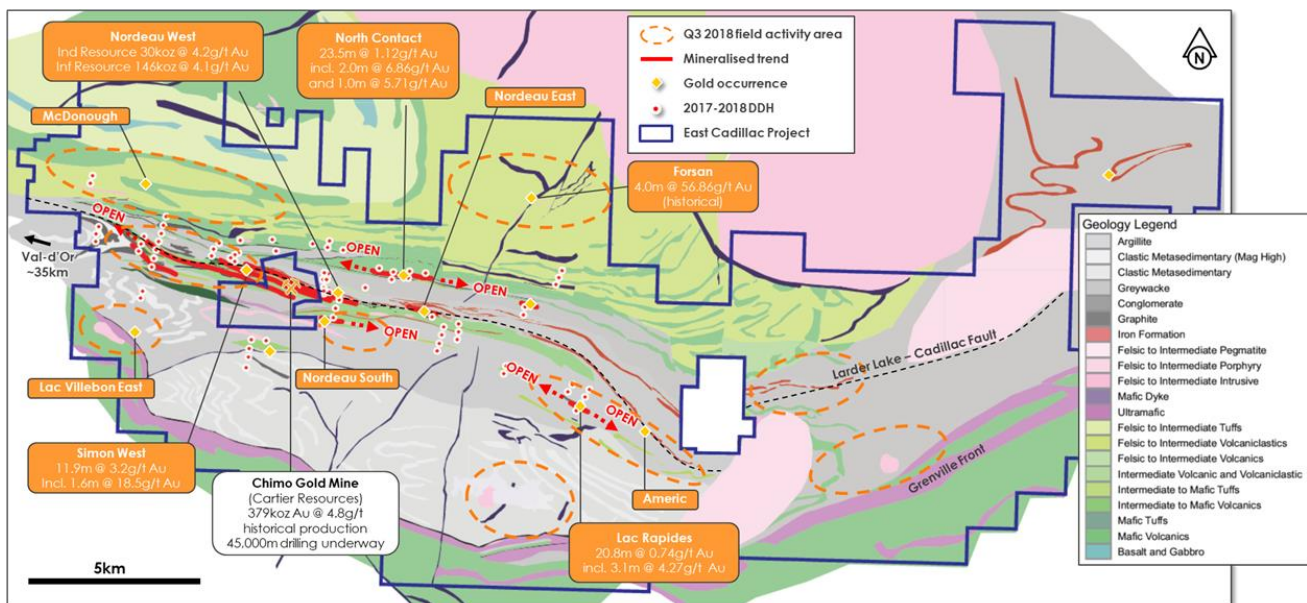 Nordeau West
Ind Resource 30koz @ 4.2g/t Au
Inf Resource 146koz @ 4.1g/t Au
North Contact
23.5m @ 1.12g/t Au
incl. 2.0m @ 6.86g/t Au
and 1.0m @ 5.71g/t Au
Q3 2018 field activity area
Mineralised trend
Gold occurrence
2017-2018 DDH
East Cadillac Project
N
McDonough
Nordeau East
Forsan
4.0m @ 56.86g/t Au
(historical)
OPEN
OPEN
OPEN
OPEN
OPEN
OPEN
Val-d'Or
~35km
Larder Lake – Cadillac Fault
Grenville Front
Lac Villebon East
Nordeau South
Simon West
11.9m @ 3.2g/t Au
Incl. 1.6m @ 18.5g/t Au
Chimo Gold Mine
(Cartier Resources)
379koz Au @ 4.8g/t
historical production
45,000m drilling underway
Americ
Lac Rapides
20.8m @ 0.74g/t Au
incl. 3.1m @ 4.27g/t Au
5km
Geology Legend
Argillite
Clastic Metasedimentary (Mag High)
Clastic Metasedimentary
Greywacke
Conglomerate
Graphite
Iron Formation
Felsic to Intermediate Pegmatite
Felsic to Intermediate Porphyry
Felsic to Intermediate Intrusive
Mafic Dyke
Ultramafic
Felsic to Intermediate Tuffs
Felsic to Intermediate Volcaniclastics
Felsic to Intermediate Volcanics
Intermediate Volcanic and Volcaniclastic
Intermediate to Mafic Tuffs
Intermediate to Mafic Volcanics
Mafic Tuffs
Mafic Volcanics
Basalt and Gabbro